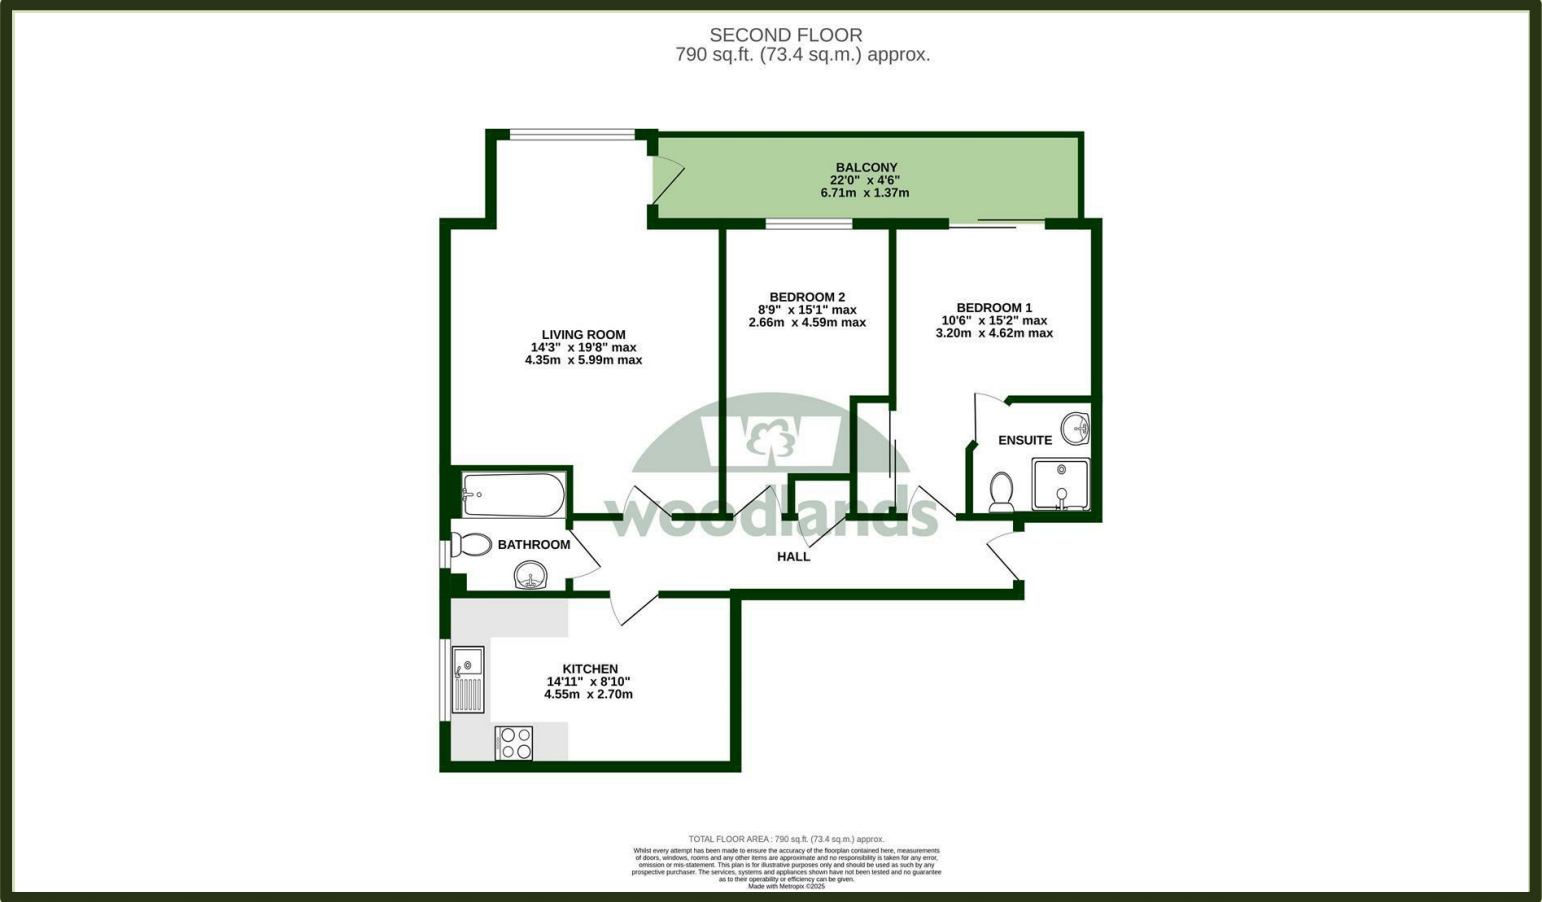 SECOND FLOOR
790 sq.ft. (73.4 sq.m.) approx.
BALCONY
22'0" x 4'6"
6.71m x 1.37m
BEDROOM 2
8'9" x 15'1" max
2.66m x 4.59m max
BEDROOM 1
10'6" x 15'2" max
3.20m x 4.62m max
LIVING ROOM
14'3" x 19'8" max
4.35m x 5.99m max
ENSUITE
woodlands
BATHROOM
HALL
KITCHEN
14'11" x 8'10"
4.55m x 2.70m
TOTAL FLOOR AREA : 790 sq.ft. (73.4 sq.m.) approx.
Whilst every attempt has been made to ensure the accuracy of the floorplan contained here, measurements
of doors, windows, rooms and any other items are approximate and no responsibility is taken for any error,
omission or mis-statement. This plan is for illustrative purposes only and should be used as such by any
prospective purchaser. The services, systems and appliances shown have not been tested and no guarantee
as to their operability or efficiency can be given.
Made with Metropix ©2025